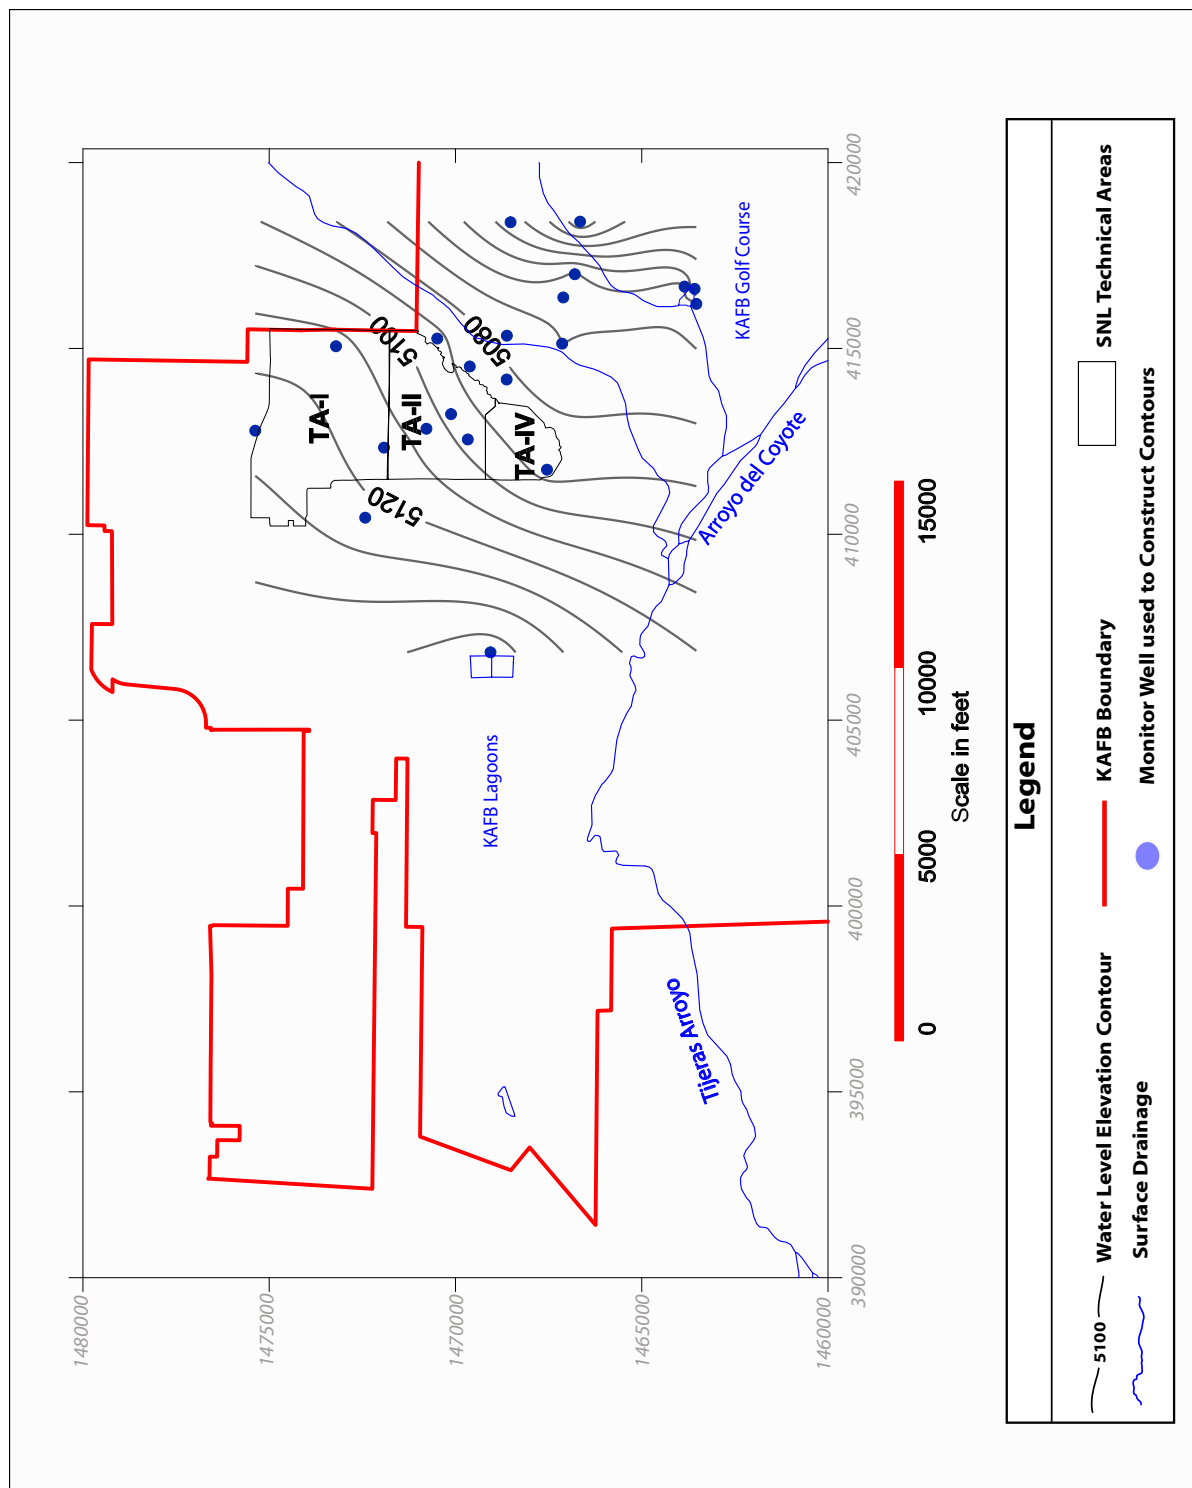 1480000
1475000
1470000
1465000
1460000
390000
395000
400000
405000
410000
415000
420000
TA-I
TA-II
TA-IV
5100
5080
5120
KAFB Golf Course
Arroyo del Coyote
KAFB Lagoons
Tijeras Arroyo
0
5000
10000
15000
Scale in feet
Legend
5100
Water Level Elevation Contour
KAFB Boundary
SNL Technical Areas
Surface Drainage
Monitor Well used to Construct Contours